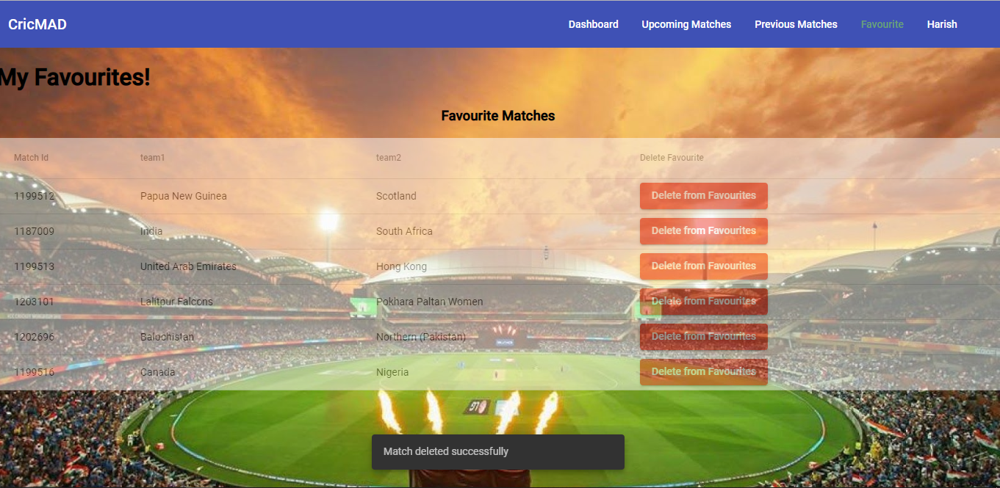 CricMAD Dashboard Upcoming Matches Previous Matches Favourite Harish
My Favourites!
Favourite Matches
Match Id team1 team2 Delete Favourite
1199512 Papua New Guinea Scotland Delete from Favourites
1187009 India South Africa Delete from Favourites
1199513 United Arab Emirates Hong Kong Delete from Favourites
1203101 Lalitpur Falcons Pokhara Paltan Women Delete from Favourites
1202696 Balochistan Northern (Pakistan) Delete from Favourites
1199516 Canada Nigeria Delete from Favourites
Match deleted successfully